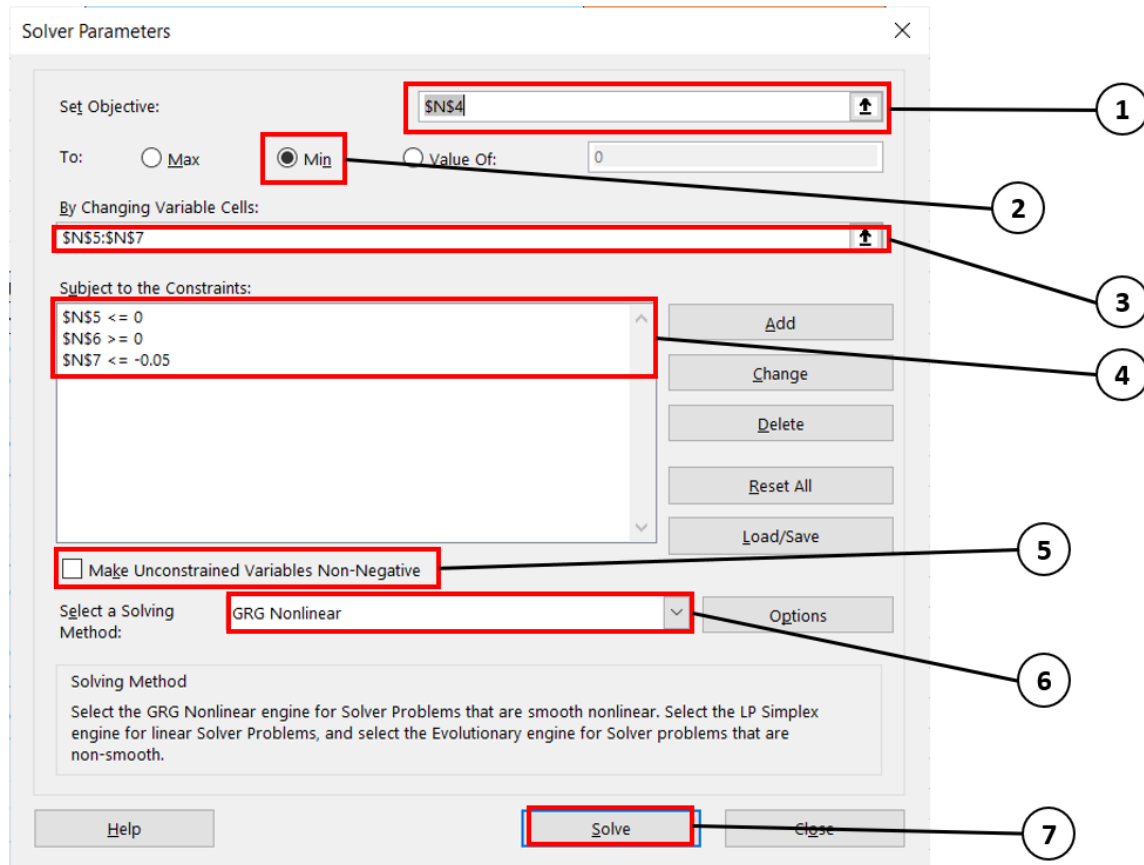 Solver Parameters
Set Objective: $N$4
1
To: Max Min Value Of: 0
2
By Changing Variable Cells:
$N$5:$N$7
3
Subject to the Constraints:
$N$5 <= 0
$N$6 >= 0
$N$7 <= -0.05
Add
4
Change
Delete
Reset All
Load/Save
5
Make Unconstrained Variables Non-Negative
Select a Solving
Method:
GRG Nonlinear
Options
6
Solving Method
Select the GRG Nonlinear engine for Solver Problems that are smooth nonlinear. Select the LP Simplex
engine for linear Solver Problems, and select the Evolutionary engine for Solver problems that are
non-smooth.
Help Solve Close
7